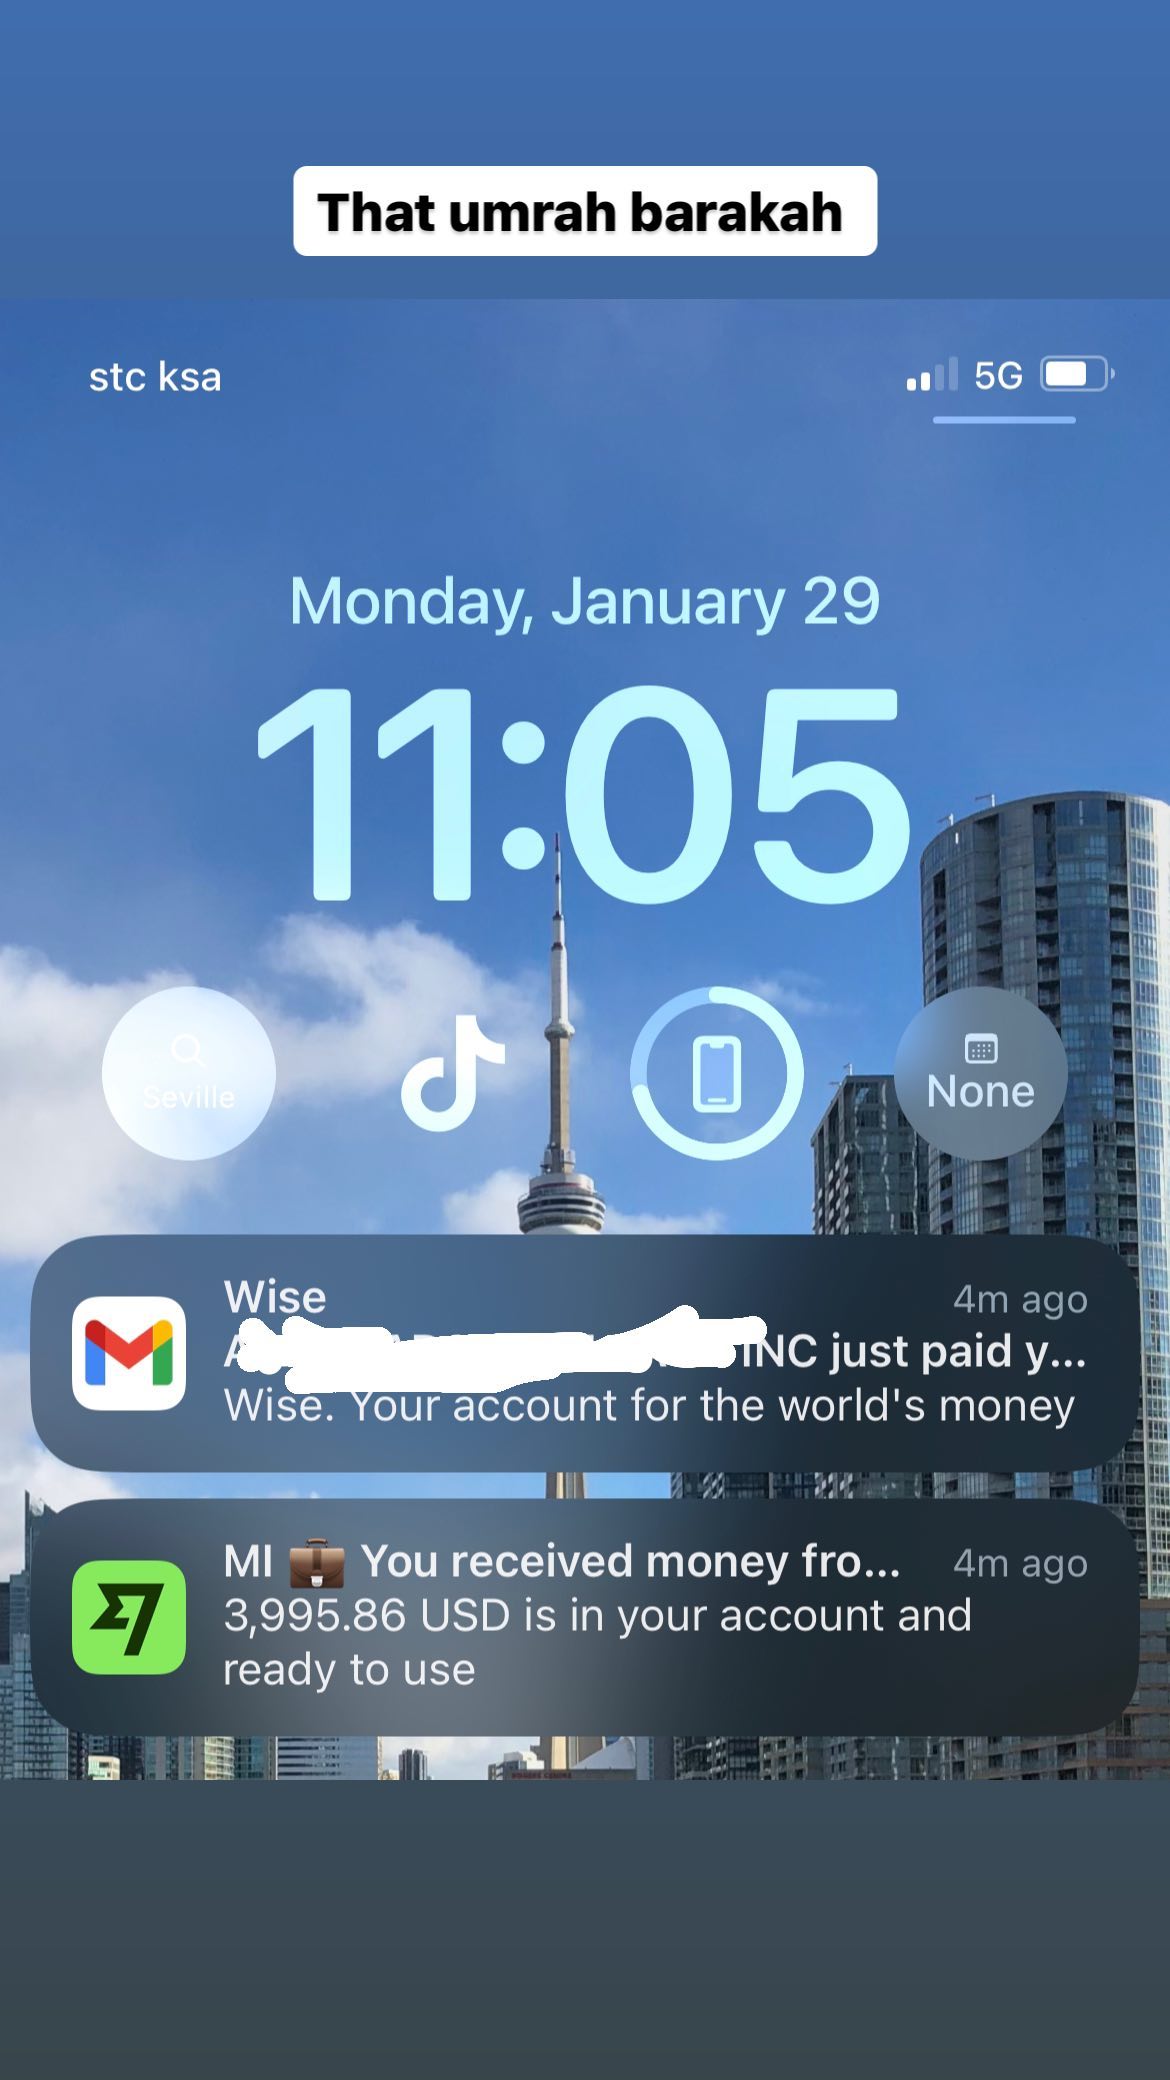 That umrah barakah
stc ksa 5G
Monday, January 29
11:05
Seville
None
Wise 4m ago
INC just paid y...
Wise. Your account for the world's money
MI 💼 You received money fro... 4m ago
3,995.86 USD is in your account and
ready to use